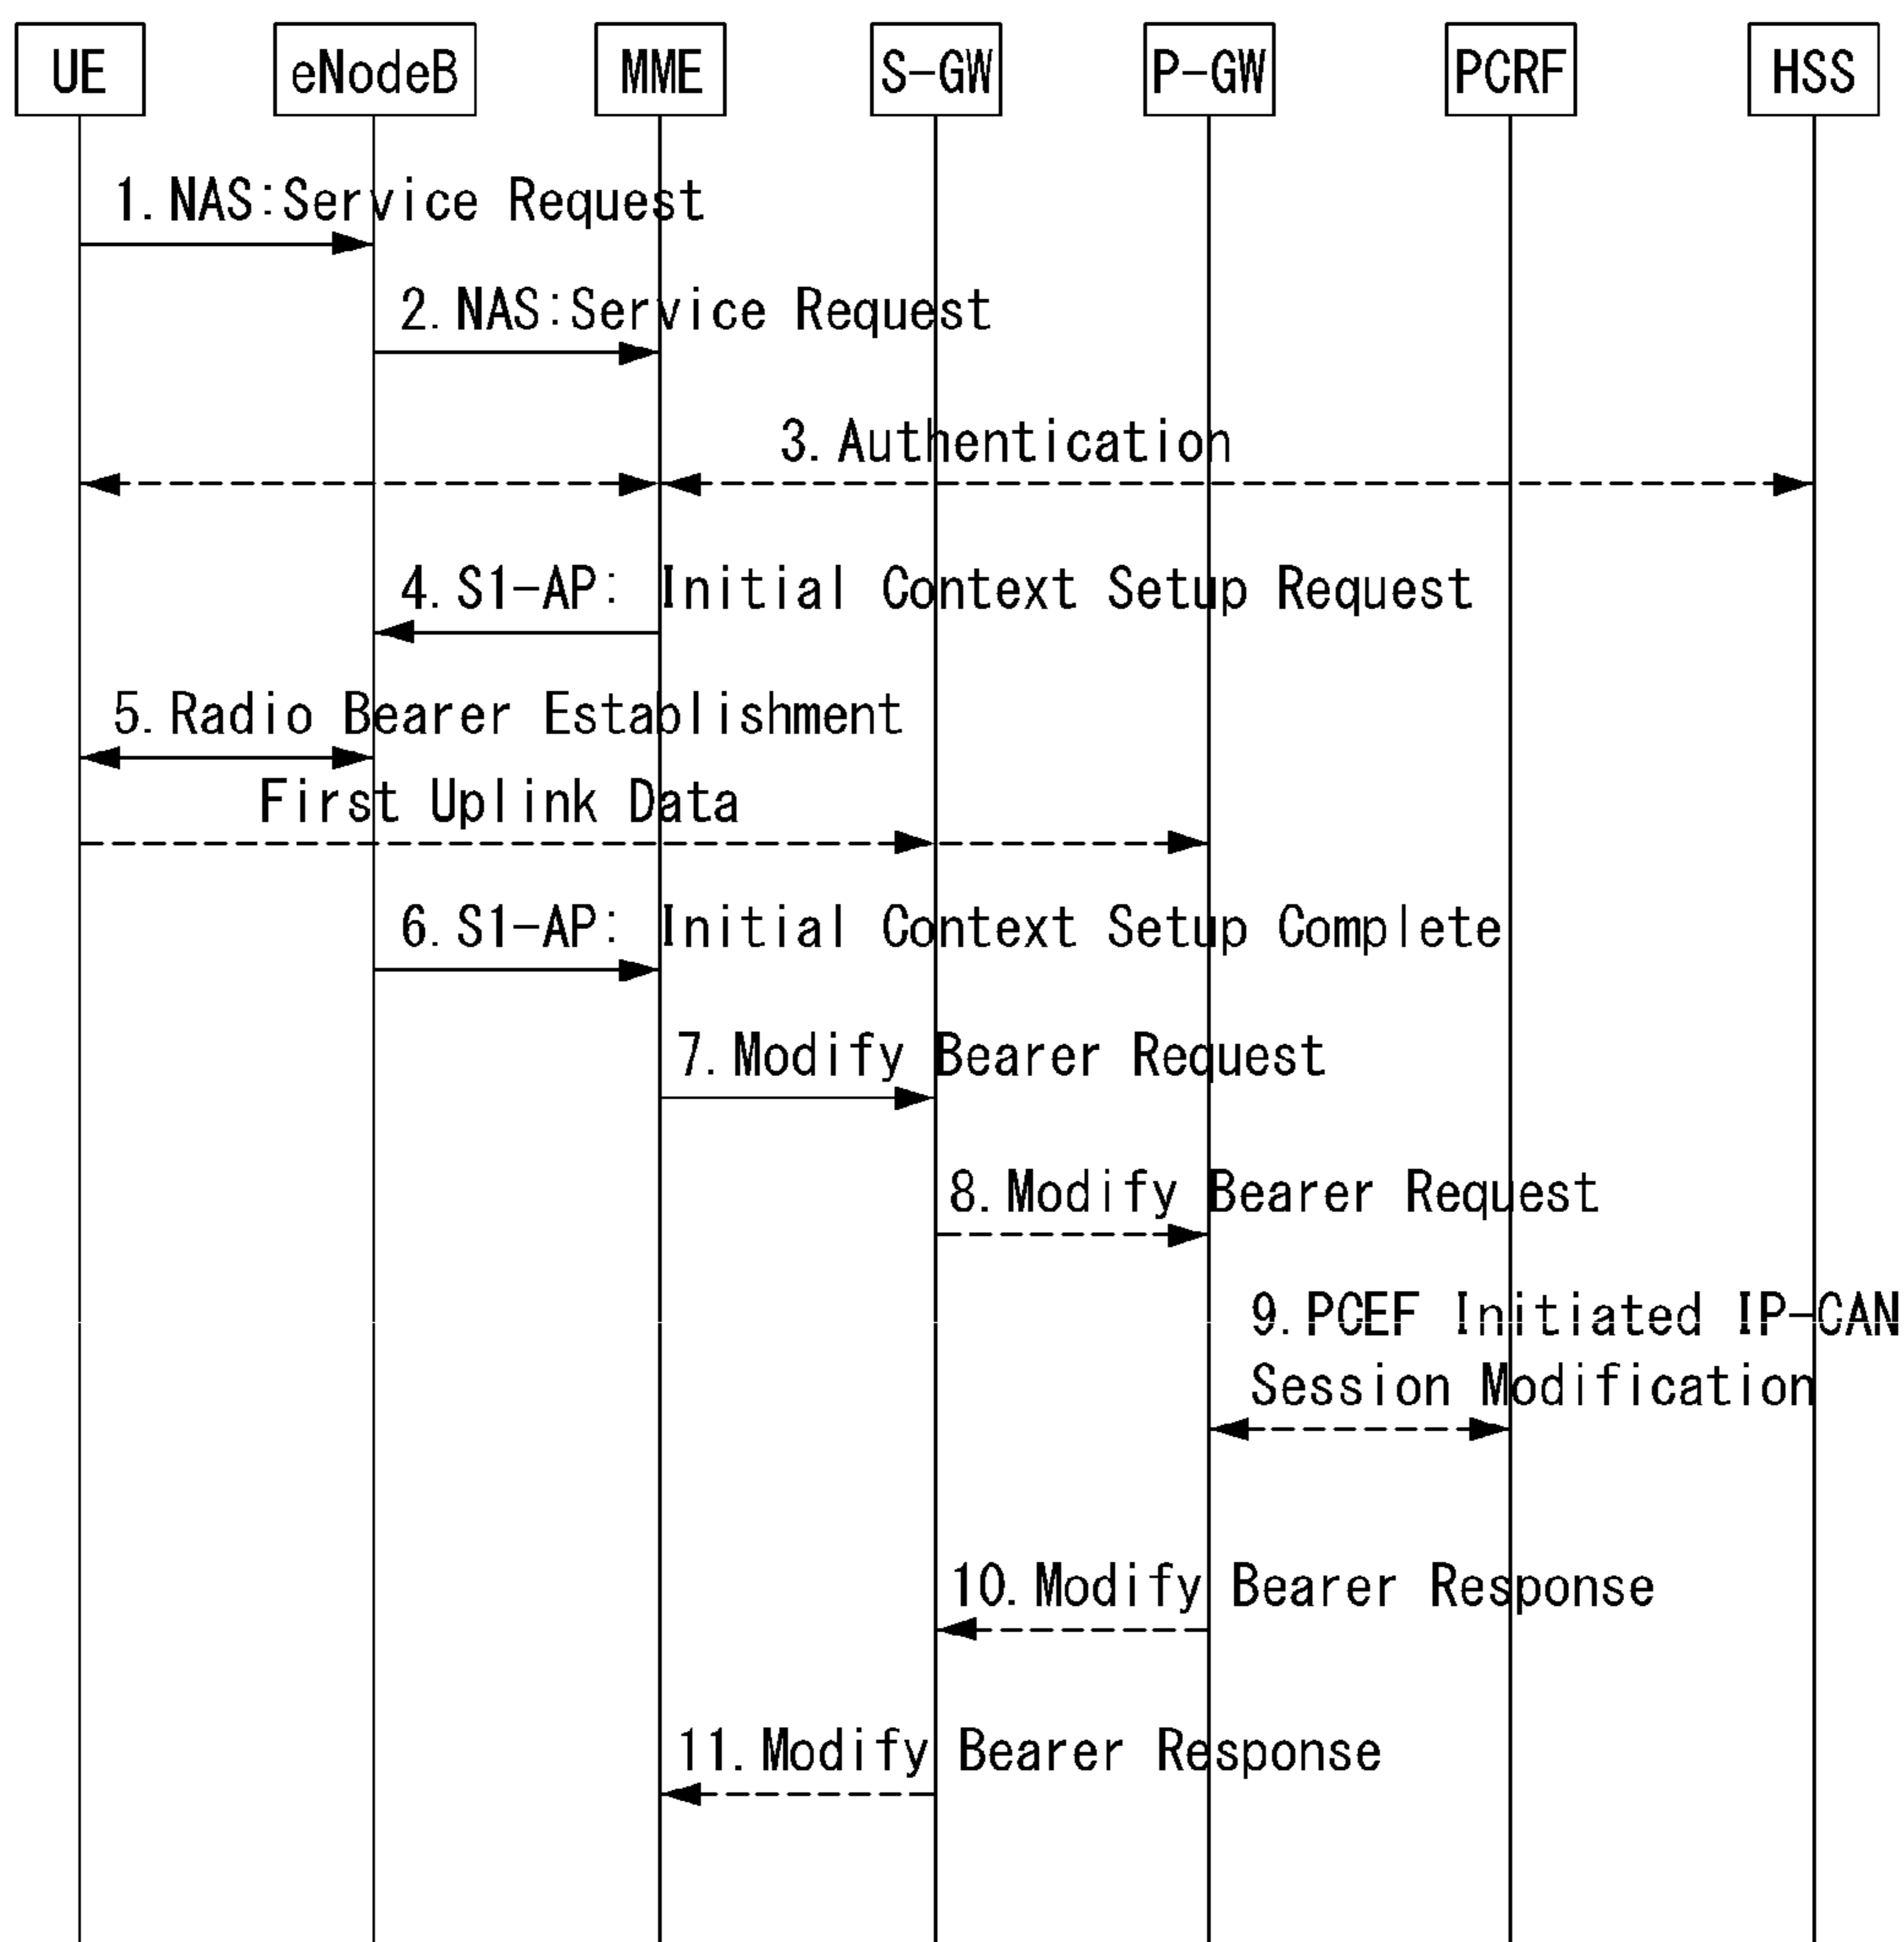 UE
eNodeB
MME
S-GW
P-GW
PCRF
HSS
1. NAS:Service Request
2. NAS:Service Request
3. Authentication
4. S1-AP: Initial Context Setup Request
5. Radio Bearer Establishment
First Uplink Data
6. S1-AP: Initial Context Setup Complete
7. Modify Bearer Request
8. Modify Bearer Request
9. PCEF Initiated IP-CAN
Session Modification
10. Modify Bearer Response
11. Modify Bearer Response